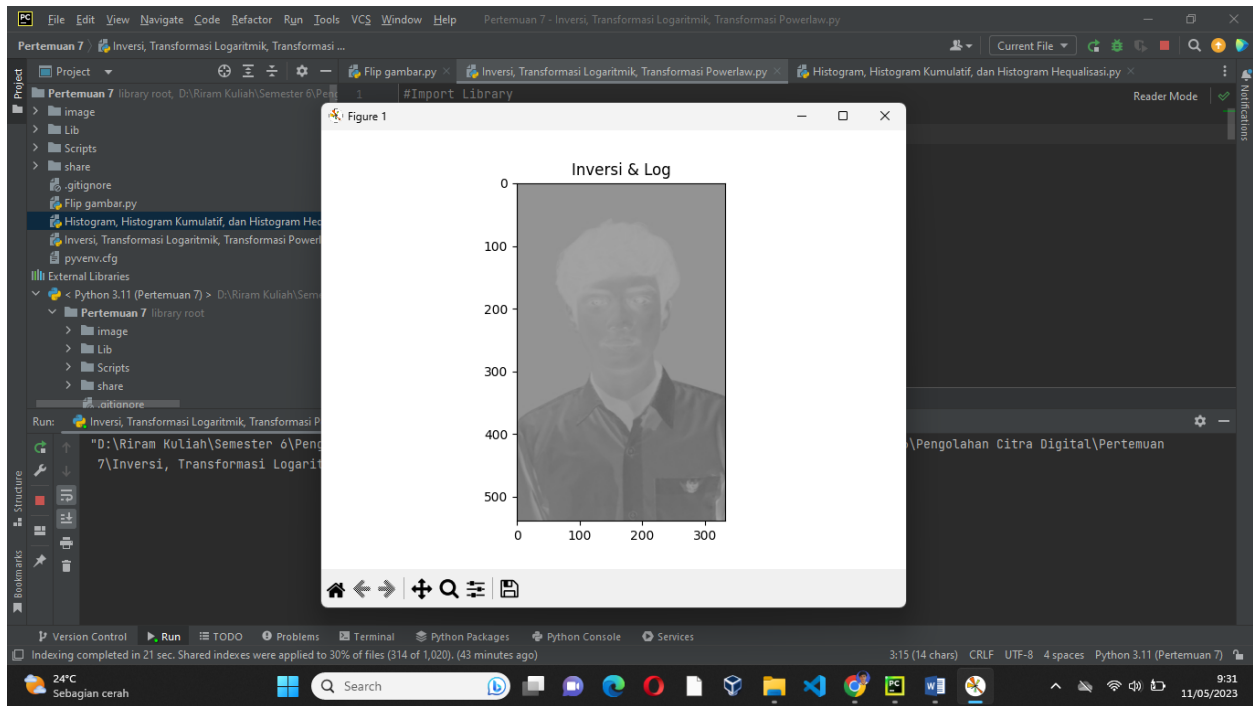 PC File Edit View Navigate Code Refactor Run Tools VCS Window Help Pertemuan 7 - Inversi, Transformasi Logaritmik, Transformasi Powerlaw.py
Pertemuan 7 Inversi, Transformasi Logaritmik, Transformasi ... Current File
Project Flip gambar.py Inversi, Transformasi Logaritmik, Transformasi Powerlaw.py Histogram, Histogram Kumulatif, dan Histogram Hequalisasi.py
Project
Notifications
Pertemuan 7 library root, D:\Riram Kuliah\Semester 6\Peng 1 #Import Library Reader Mode
image
Lib
Scripts
share
.gitignore
Flip gambar.py
Histogram, Histogram Kumulatif, dan Histogram Heq
Inversi, Transformasi Logaritmik, Transformasi Powerl
pyvenv.cfg
External Libraries
< Python 3.11 (Pertemuan 7) > D:\Riram Kuliah\Seme
Pertemuan 7 library root
image
Lib
Scripts
share
.gitignore
Figure 1
Inversi & Log
0
100
200
300
400
500
0 100 200 300
Run: Inversi, Transformasi Logaritmik, Transformasi P
"D:\Riram Kuliah\Semester 6\Peng 6\Pengolahan Citra Digital\Pertemuan
7\Inversi, Transformasi Logarit
Structure
Bookmarks
Version Control Run TODO Problems Terminal Python Packages Python Console Services
Indexing completed in 21 sec. Shared indexes were applied to 30% of files (314 of 1,020). (43 minutes ago) 3:15 (14 chars) CRLF UTF-8 4 spaces Python 3.11 (Pertemuan 7)
24°C
Sebagian cerah
Search
PC
9:31
11/05/2023